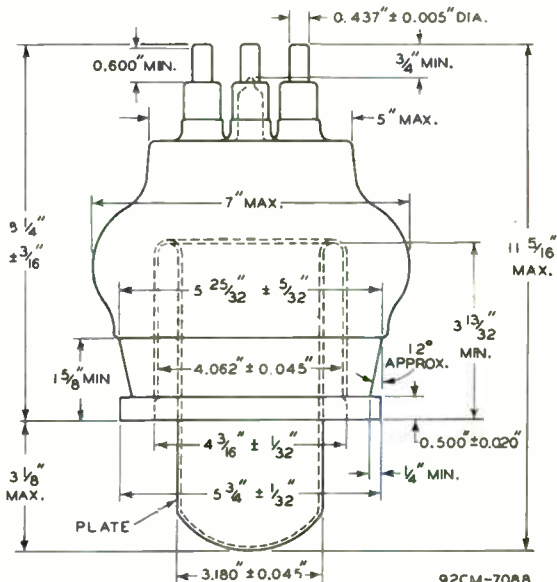 0.437" ± 0.005" DIA.
0.600" MIN.
3/4" MIN.
5" MAX.
7" MAX.
8 1/4"
± 3/16"
11 5/16"
MAX.
5 25/32" ± 5/32"
3 13/32"
MIN.
12°
APPROX.
1 5/8" MIN
4.062" ± 0.045"
4 3/16" ± 1/32"
0.500" ± 0.020"
3 1/8"
MAX.
5 3/4" ± 1/32"
1/4" MIN.
PLATE
3.180" ± 0.045"
92CM-7088